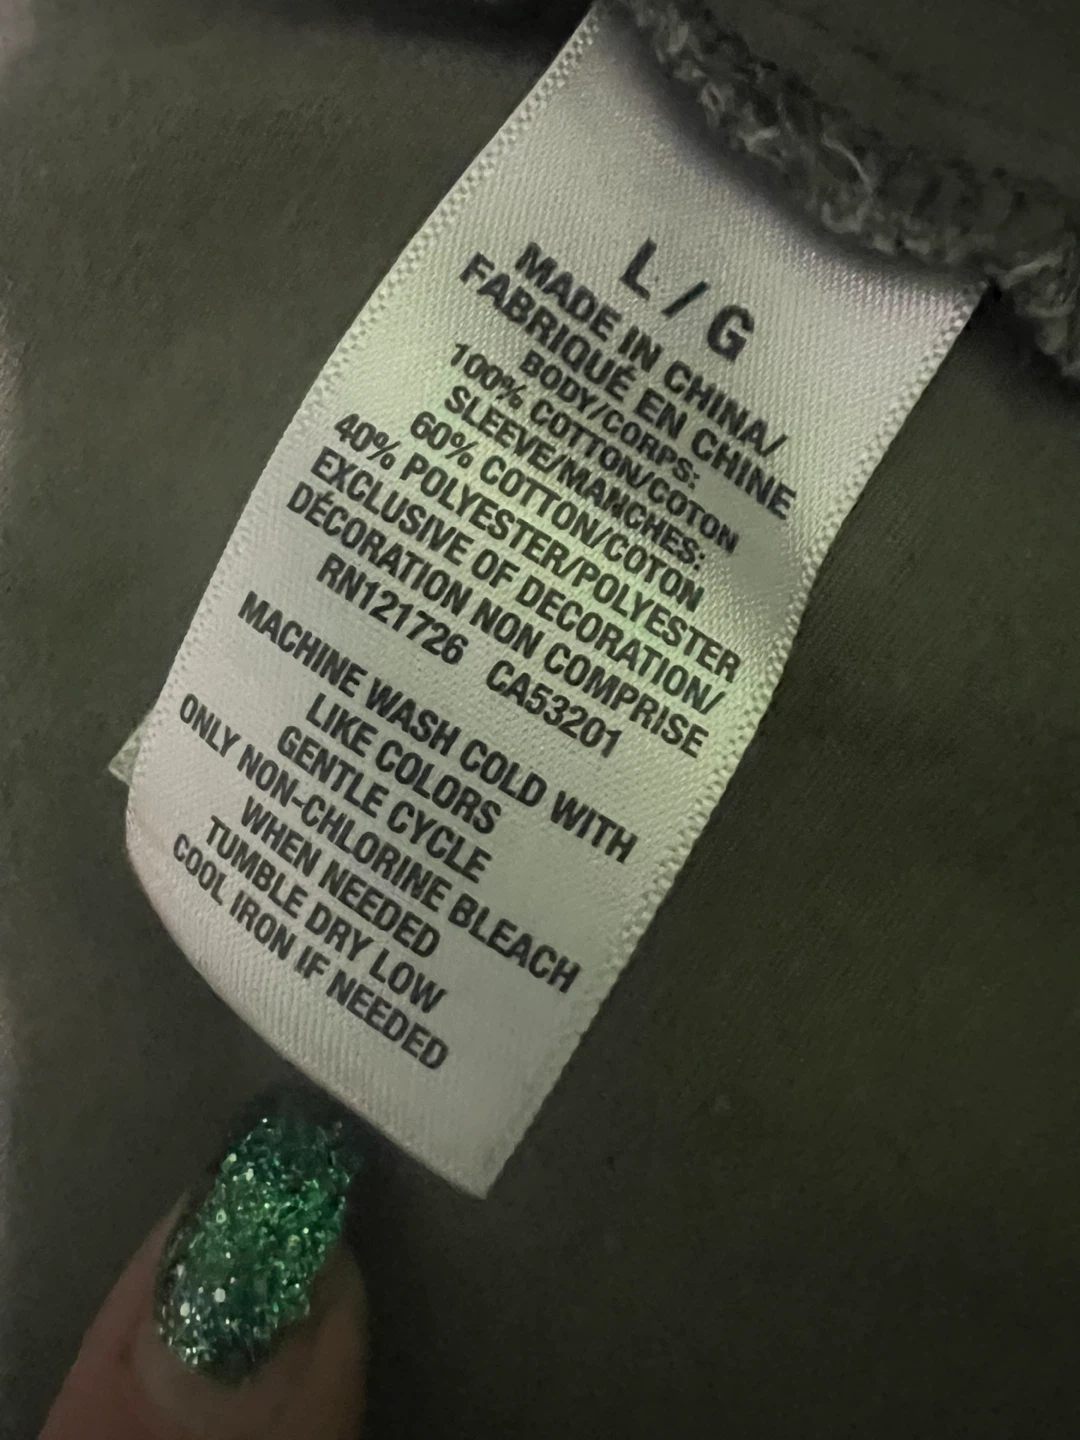 L / G
MADE IN CHINA/
FABRIQUÉ EN CHINE
BODY/CORPS:
100% COTTON/COTON
SLEEVE/MANCHES:
60% COTTON/COTON
40% POLYESTER/POLYESTER
EXCLUSIVE OF DECORATION/
DÉCORATION NON COMPRISE
RN121726 CA53201
MACHINE WASH COLD WITH
LIKE COLORS
GENTLE CYCLE
ONLY NON-CHLORINE BLEACH
WHEN NEEDED
TUMBLE DRY LOW
COOL IRON IF NEEDED